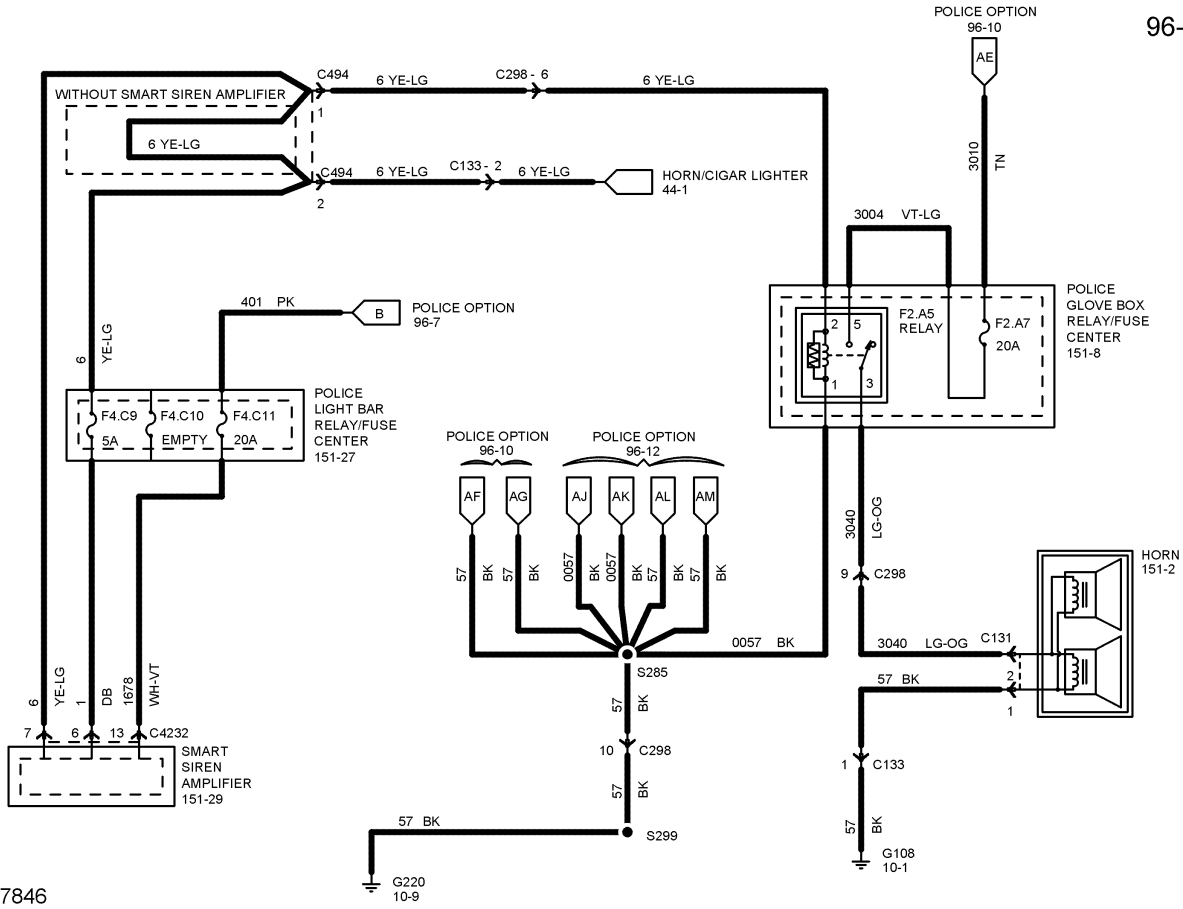 POLICE OPTION
96-10
96-
AE
C494
6 YE-LG
C298 - 6
6 YE-LG
WITHOUT SMART SIREN AMPLIFIER
1
6 YE-LG
3010
TN
C494
6 YE-LG
C133 - 2
6 YE-LG
HORN/CIGAR LIGHTER
44-1
2
3004 VT-LG
401 PK
B
POLICE OPTION
96-7
POLICE
GLOVE BOX
RELAY/FUSE
CENTER
151-8
F2.A5
RELAY
F2.A7
20A
2
5
1
3
6
YE-LG
POLICE
LIGHT BAR
RELAY/FUSE
CENTER
151-27
F4.C9
5A
F4.C10
EMPTY
F4.C11
20A
POLICE OPTION
96-10
POLICE OPTION
96-12
AF
AG
AJ
AK
AL
AM
57
BK
57
BK
0057
BK
0057
BK
57
BK
57
BK
3040
LG-OG
9
C298
HORN
151-2
0057 BK
S285
3040 LG-OG
C131
2
57 BK
1
6
YE-LG
1
DB
1678
WH-VT
57
BK
7
6
13
C4232
10
C298
SMART
SIREN
AMPLIFIER
151-29
1
C133
57
BK
57 BK
S299
57
BK
G108
10-1
G220
10-9
7846